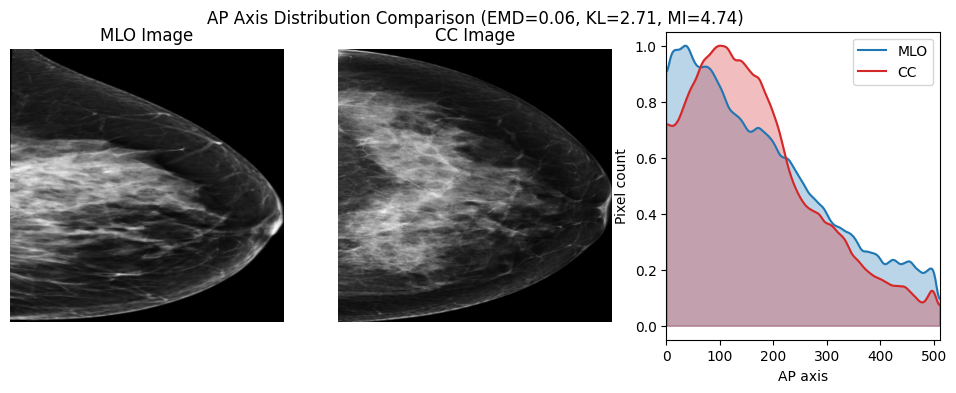 AP Axis Distribution Comparison (EMD=0.06, KL=2.71, MI=4.74)
MLO Image
CC Image
MLO
CC
Pixel count
1.0
0.8
0.6
0.4
0.2
0.0
0 100 200 300 400 500
AP axis